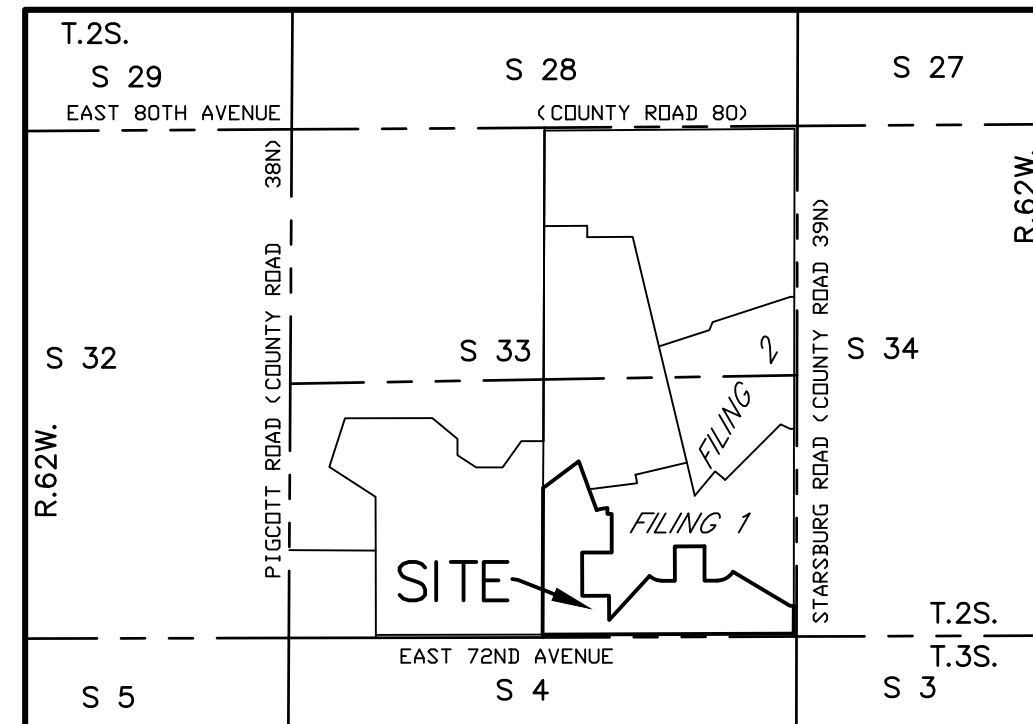 T.2S.
S 29
S 28
S 27
EAST 80TH AVENUE
(COUNTY ROAD 80)
PIGCOTT ROAD (COUNTY ROAD 38N)
R.62W.
STARSBURG ROAD (COUNTY ROAD 39N)
S 32
S 33
S 34
FILING 2
R.62W.
FILING 1
SITE
T.2S.
EAST 72ND AVENUE
T.3S.
S 5
S 4
S 3